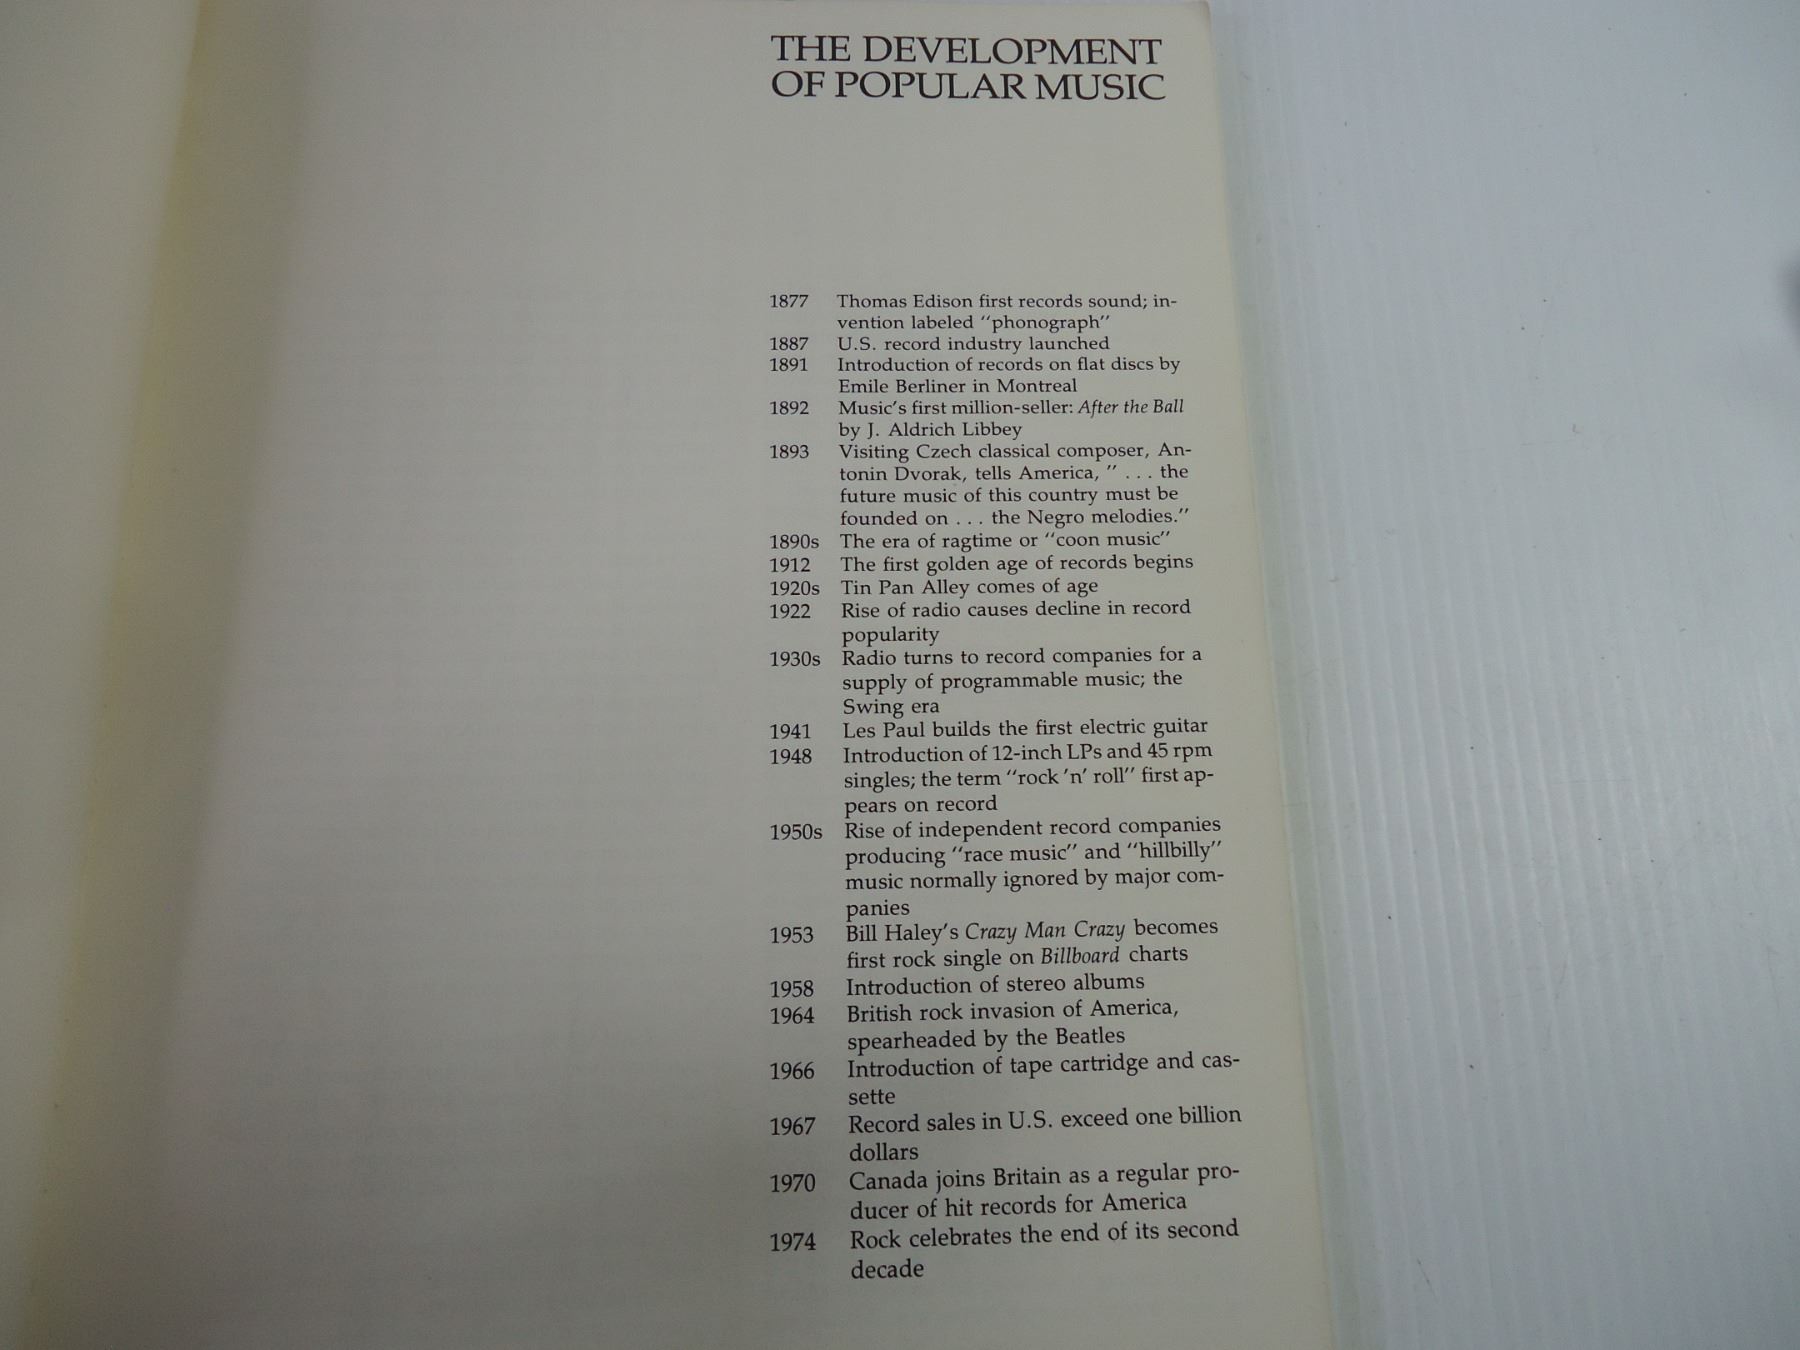 THE DEVELOPMENT
OF POPULAR MUSIC
1877 Thomas Edison first records sound; in-
vention labeled “phonograph”
1887 U.S. record industry launched
1891 Introduction of records on flat discs by
Emile Berliner in Montreal
1892 Music’s first million-seller: After the Ball
by J. Aldrich Libbey
1893 Visiting Czech classical composer, An-
tonin Dvorak, tells America, ” . . . the
future music of this country must be
founded on . . . the Negro melodies.”
1890s The era of ragtime or “coon music”
1912 The first golden age of records begins
1920s Tin Pan Alley comes of age
1922 Rise of radio causes decline in record
popularity
1930s Radio turns to record companies for a
supply of programmable music; the
Swing era
1941 Les Paul builds the first electric guitar
1948 Introduction of 12-inch LPs and 45 rpm
singles; the term “rock ’n’ roll” first ap-
pears on record
1950s Rise of independent record companies
producing “race music” and “hillbilly”
music normally ignored by major com-
panies
1953 Bill Haley’s Crazy Man Crazy becomes
first rock single on Billboard charts
1958 Introduction of stereo albums
1964 British rock invasion of America,
spearheaded by the Beatles
1966 Introduction of tape cartridge and cas-
sette
1967 Record sales in U.S. exceed one billion
dollars
1970 Canada joins Britain as a regular pro-
ducer of hit records for America
1974 Rock celebrates the end of its second
decade